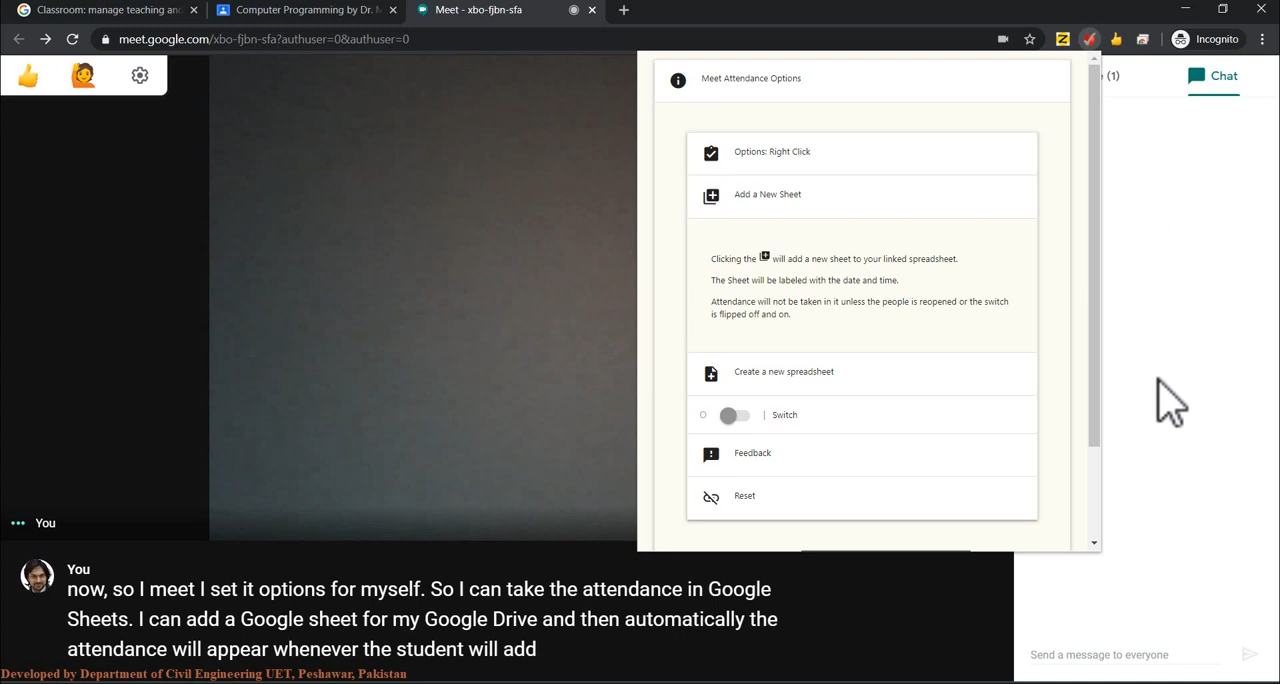 Classroom: manage teaching and
Computer Programming by Dr. M
Meet - xbo-fjbn-sfa
meet.google.com/xbo-fjbn-sfa?authuser=0&authuser=0
Incognito
Meet Attendance Options
(1)
Chat
Options: Right Click
Add a New Sheet
Clicking the will add a new sheet to your linked spreadsheet.
The Sheet will be labeled with the date and time.
Attendance will not be taken in it unless the people is reopened or the switch
is flipped off and on.
Create a new spreadsheet
O | Switch
Feedback
Reset
You
You
now, so I meet I set it options for myself. So I can take the attendance in Google
Sheets. I can add a Google sheet for my Google Drive and then automatically the
attendance will appear whenever the student will add
Send a message to everyone
Developed by Department of Civil Engineering UET, Peshawar, Pakistan